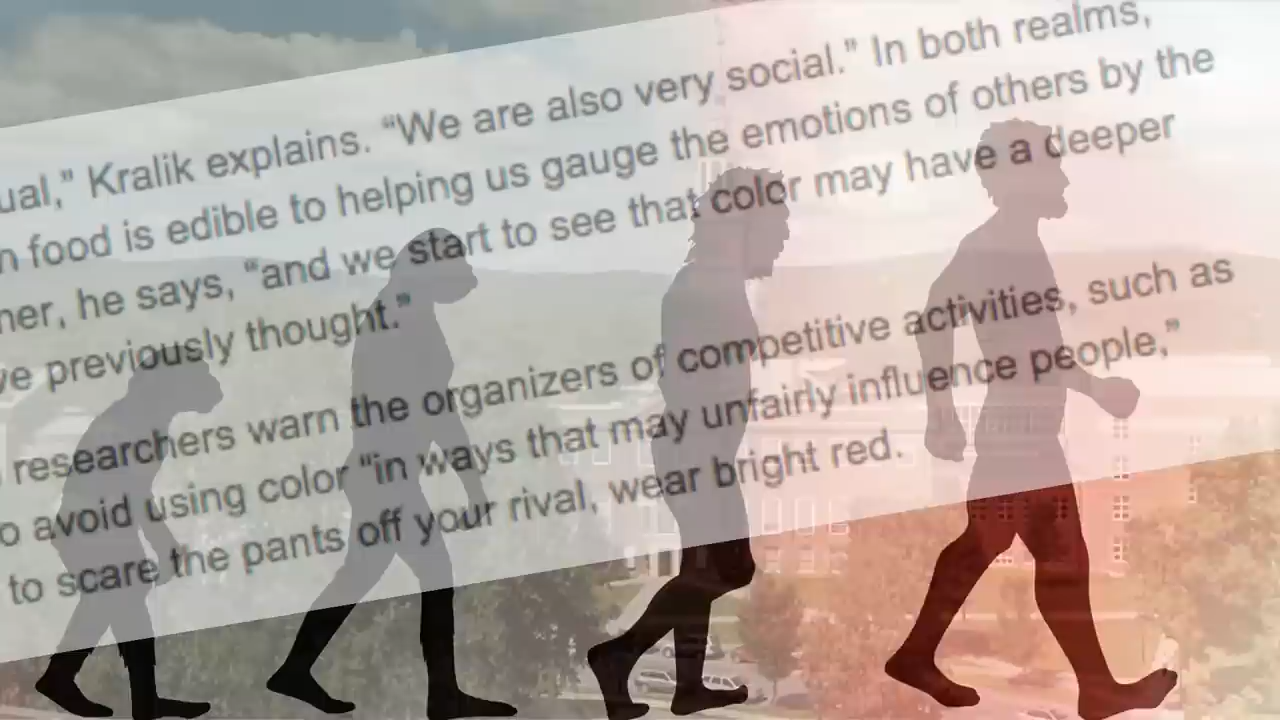 ual,” Kralik explains. “We are also very social.” In both realms,
n food is edible to helping us gauge the emotions of others by the
ner, he says, “and we start to see that color may have a deeper
ve previously thought.”
researchers warn the organizers of competitive activities, such as
o avoid using color “in ways that may unfairly influence people,”
to scare the pants off your rival, wear bright red.